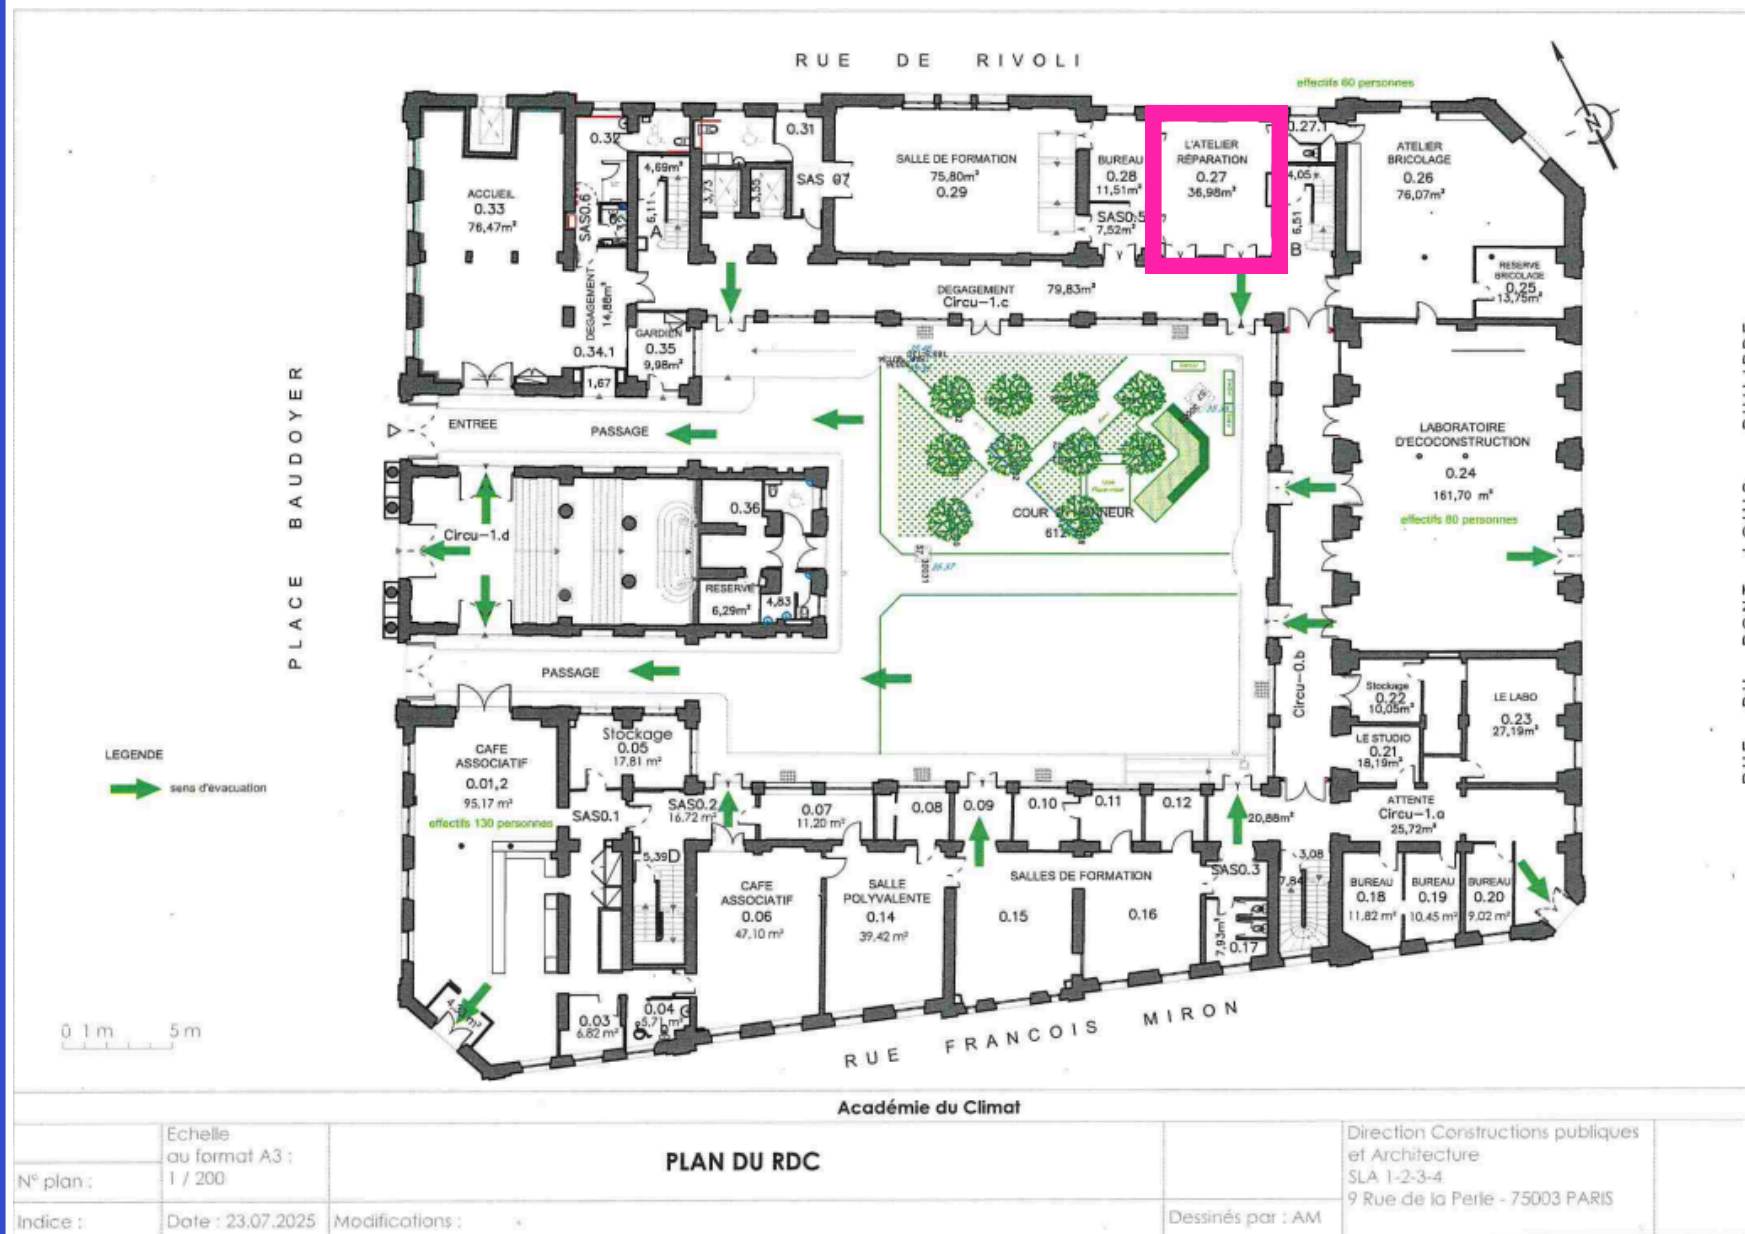 RUE DE RIVOLI
effectifs 60 personnes
N
ACCUEIL
0.33
76,47m²
0.32
SAS0.6
4,69m²
6,11
A
3,73
3,55
0.31
SAS 07
SALLE DE FORMATION
75,80m²
0.29
BUREAU
0.28
11,51m²
SAS0.5
7,52m²
L'ATELIER
RÉPARATION
0.27
36,98m²
0.27.1
4,05
6,51
B
ATELIER
BRICOLAGE
0.26
76,07m²
RESERVE
BRICOLAGE
0.25
13,75m²
DEGAGEMENT
14,88m²
0.34.1
1,67
GARDIEN
0.35
9,98m²
DEGAGEMENT 79,83m²
Circu-1.c
PLACE BAUDOYER
ENTREE
PASSAGE
Circu-1.d
0.36
RESERVE
6,29m²
4,83
PASSAGE
COUR D'HONNEUR
612
LABORATOIRE
D'ECOCONSTRUCTION
0.24
161,70 m²
effectifs 80 personnes
Circu-0.b
Stockage
0.22
10,05m²
LE STUDIO
0.21
18,19m²
LE LABO
0.23
27,19m²
ATTENTE
Circu-1.a
25,72m²
LEGENDE
sens d'évacuation
CAFE
ASSOCIATIF
0.01,2
95,17 m²
effectifs 130 personnes
Stockage
0.05
17,81 m²
SAS0.1
SAS0.2
16,72 m²
0.07
11,20 m²
0.08
0.09
0.10
0.11
0.12
20,88m²
5,39
D
CAFE
ASSOCIATIF
0.06
47,10 m²
SALLE
POLYVALENTE
0.14
39,42 m²
SALLES DE FORMATION
0.15
0.16
SAS0.3
7,93m²
0.17
3,08
7,84
BUREAU
0.18
11,82 m²
BUREAU
0.19
10,45 m²
BUREAU
0.20
9,02 m²
0.03
6,82 m²
0.04
5,71 m²
RUE FRANCOIS MIRON
0 1 m 5 m
Académie du Climat
Echelle
au format A3 :
1 / 200
N° plan :
PLAN DU RDC
Direction Constructions publiques
et Architecture
SLA 1-2-3-4
9 Rue de la Perle - 75003 PARIS
Indice :
Date : 23.07.2025
Modifications :
Dessinés par : AM